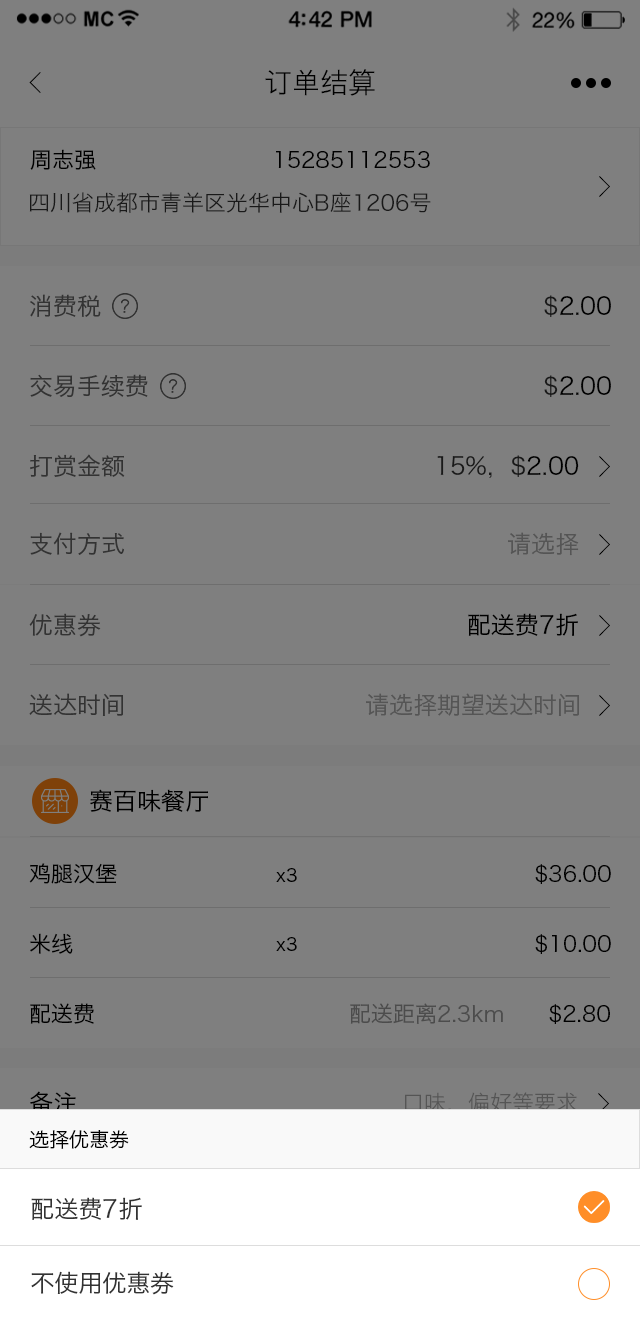 MC 4:42 PM 22%
订单结算
周志强 15285112553
四川省成都市青羊区光华中心B座1206号
消费税 ? $2.00
交易手续费 ? $2.00
打赏金额 15%, $2.00
支付方式 请选择
优惠券 配送费7折
送达时间 请选择期望送达时间
赛百味餐厅
鸡腿汉堡 x3 $36.00
米线 x3 $10.00
配送费 配送距离2.3km $2.80
备注 口味、偏好等要求
选择优惠券
配送费7折
不使用优惠券